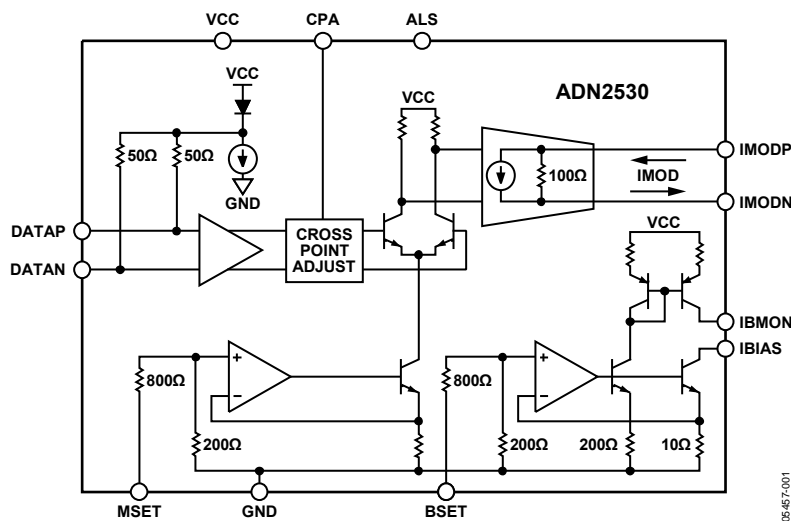 VCC CPA ALS
ADN2530
VCC
50Ω 50Ω
GND
VCC
100Ω
IMOD
IMODP
IMODN
DATAP
DATAN
CROSS
POINT
ADJUST
VCC
IBMON
IBIAS
800Ω
+
−
200Ω
800Ω
+
−
200Ω 200Ω 10Ω
MSET GND BSET
05457-001